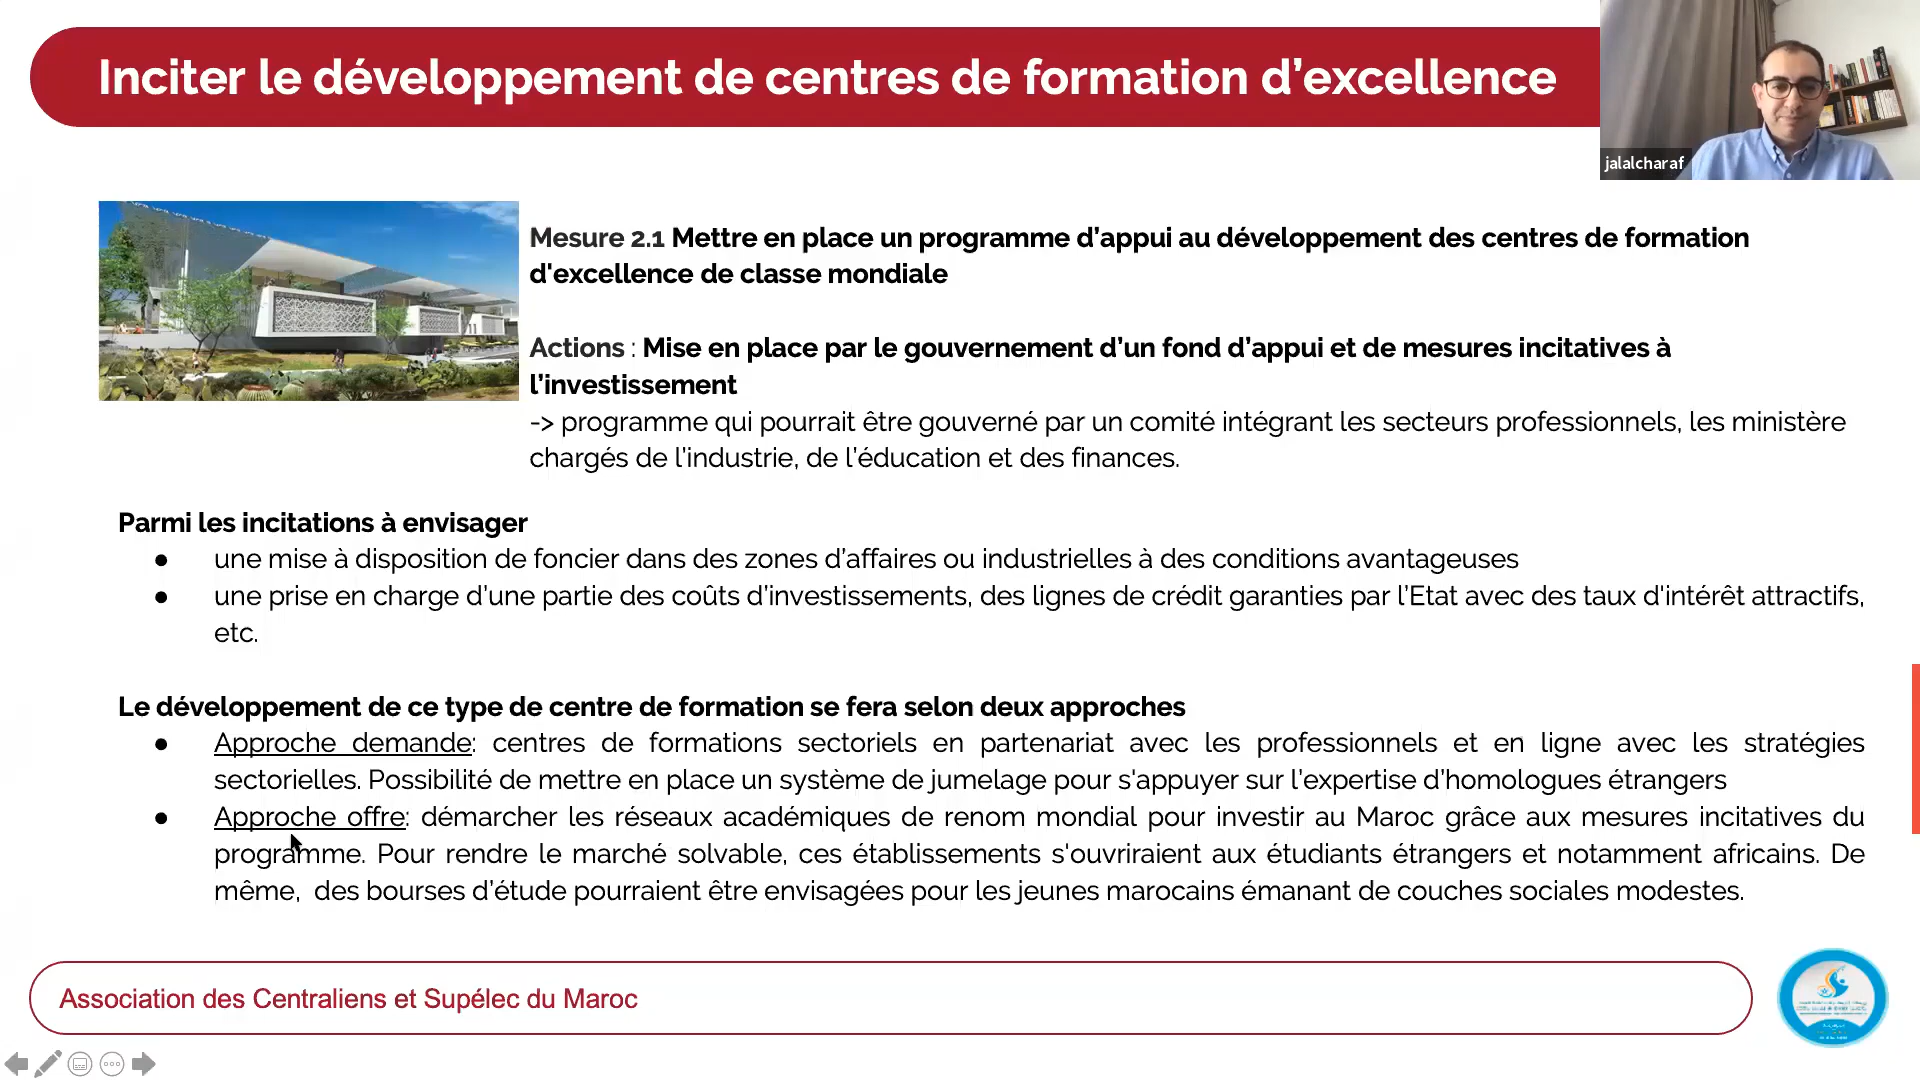 Inciter le développement de centres de formation d’excellence
jalalcharaf
Mesure 2.1 Mettre en place un programme d’appui au développement des centres de formation
d'excellence de classe mondiale
Actions : Mise en place par le gouvernement d’un fond d’appui et de mesures incitatives à
l’investissement
-> programme qui pourrait être gouverné par un comité intégrant les secteurs professionnels, les ministère
chargés de l’industrie, de l'éducation et des finances.
Parmi les incitations à envisager
● une mise à disposition de foncier dans des zones d’affaires ou industrielles à des conditions avantageuses
● une prise en charge d’une partie des coûts d’investissements, des lignes de crédit garanties par l’Etat avec des taux d'intérêt attractifs,
etc.
Le développement de ce type de centre de formation se fera selon deux approches
● Approche demande: centres de formations sectoriels en partenariat avec les professionnels et en ligne avec les stratégies
sectorielles. Possibilité de mettre en place un système de jumelage pour s'appuyer sur l’expertise d’homologues étrangers
● Approche offre: démarcher les réseaux académiques de renom mondial pour investir au Maroc grâce aux mesures incitatives du
programme. Pour rendre le marché solvable, ces établissements s'ouvriraient aux étudiants étrangers et notamment africains. De
même, des bourses d’étude pourraient être envisagées pour les jeunes marocains émanant de couches sociales modestes.
Association des Centraliens et Supélec du Maroc